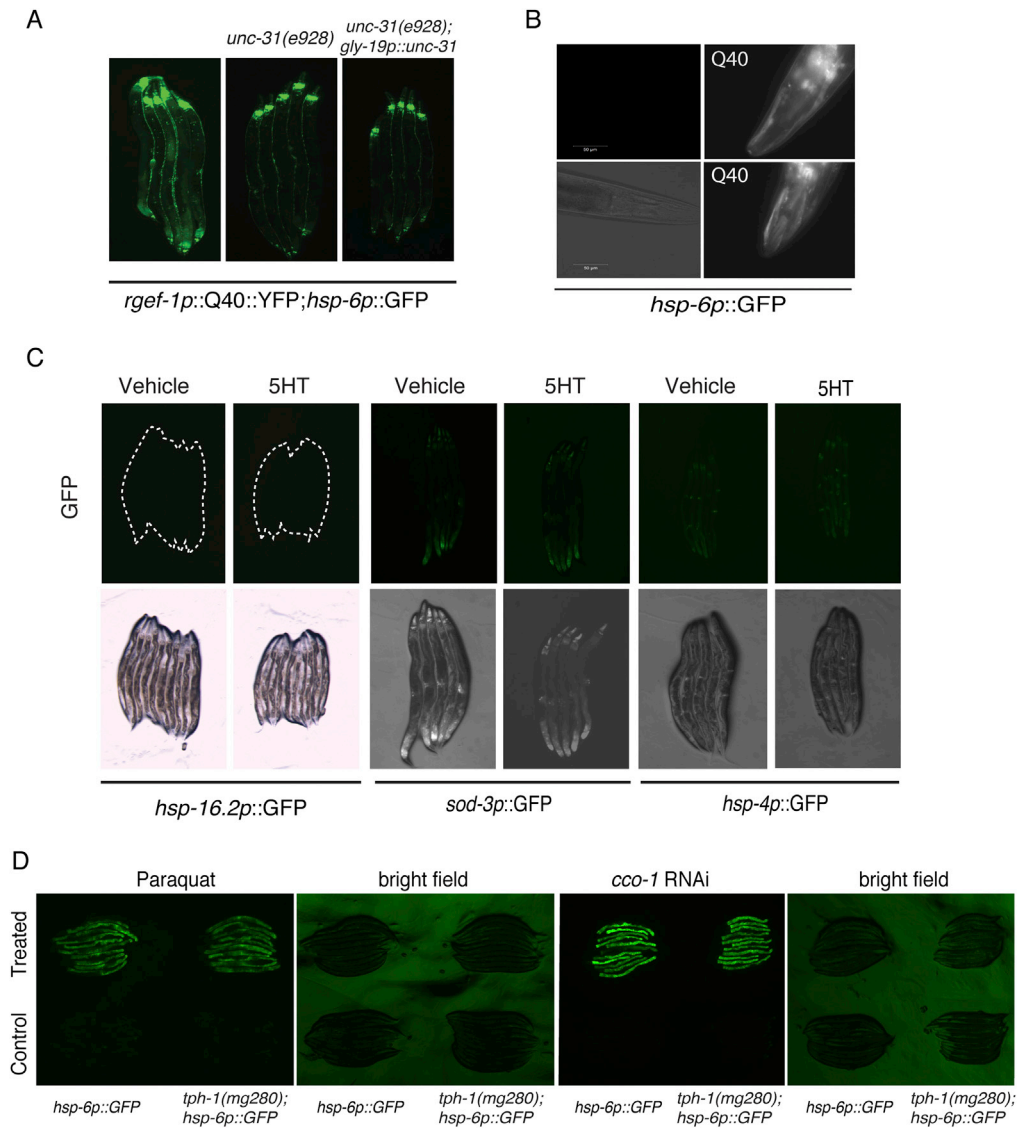 A
unc-31(e928)
unc-31(e928);
gly-19p::unc-31
rgef-1p::Q40::YFP;hsp-6p::GFP
B
Q40
50 µm
Q40
50 µm
hsp-6p::GFP
C
Vehicle
5HT
Vehicle
5HT
Vehicle
5HT
GFP
hsp-16.2p::GFP
sod-3p::GFP
hsp-4p::GFP
D
Paraquat
bright field
cco-1 RNAi
bright field
Treated
Control
hsp-6p::GFP
tph-1(mg280);
hsp-6p::GFP
hsp-6p::GFP
tph-1(mg280);
hsp-6p::GFP
hsp-6p::GFP
tph-1(mg280);
hsp-6p::GFP
hsp-6p::GFP
tph-1(mg280);
hsp-6p::GFP